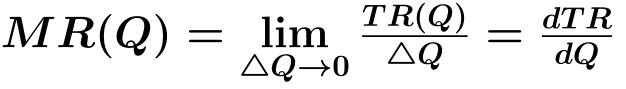 MR(Q) = lim_{△Q→0} TR(Q)/△Q = dTR/dQ